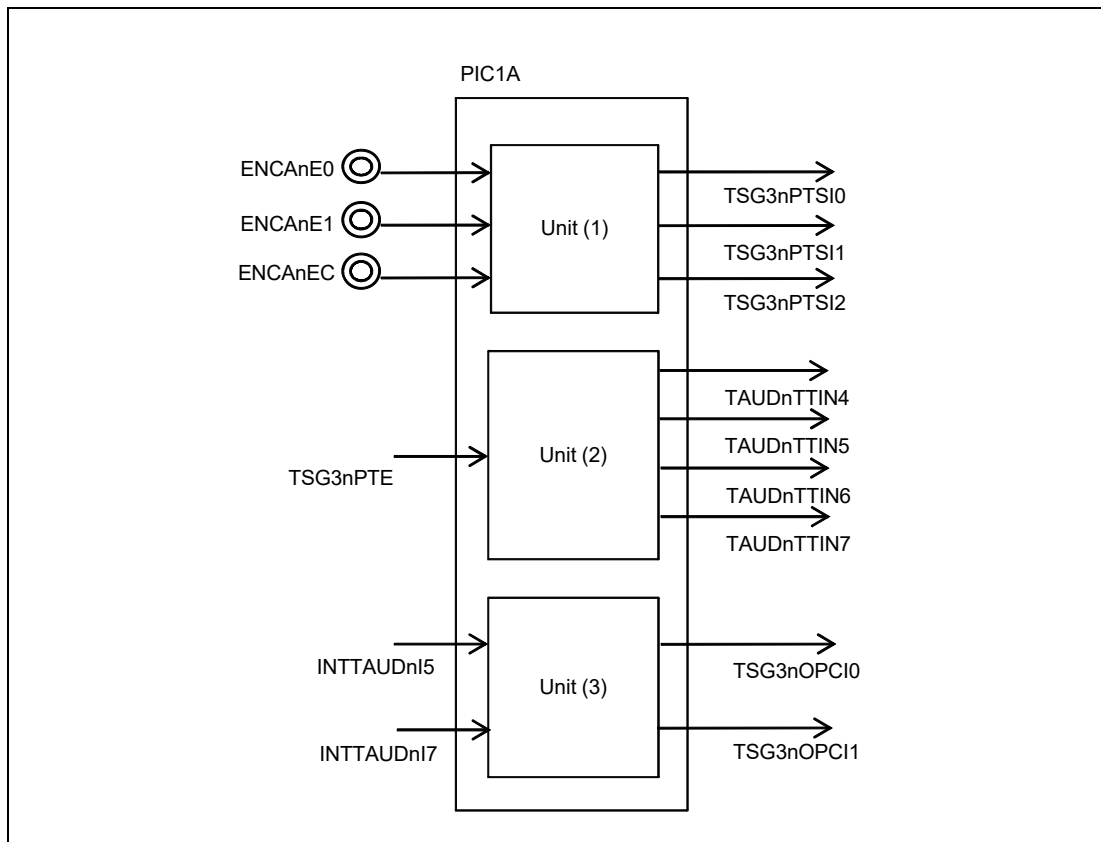 PIC1A
ENCAnE0
ENCAnE1
ENCAnEC
Unit (1)
TSG3nPTSI0
TSG3nPTSI1
TSG3nPTSI2
TSG3nPTE
Unit (2)
TAUDnTTIN4
TAUDnTTIN5
TAUDnTTIN6
TAUDnTTIN7
INTTAUDnI5
INTTAUDnI7
Unit (3)
TSG3nOPCI0
TSG3nOPCI1